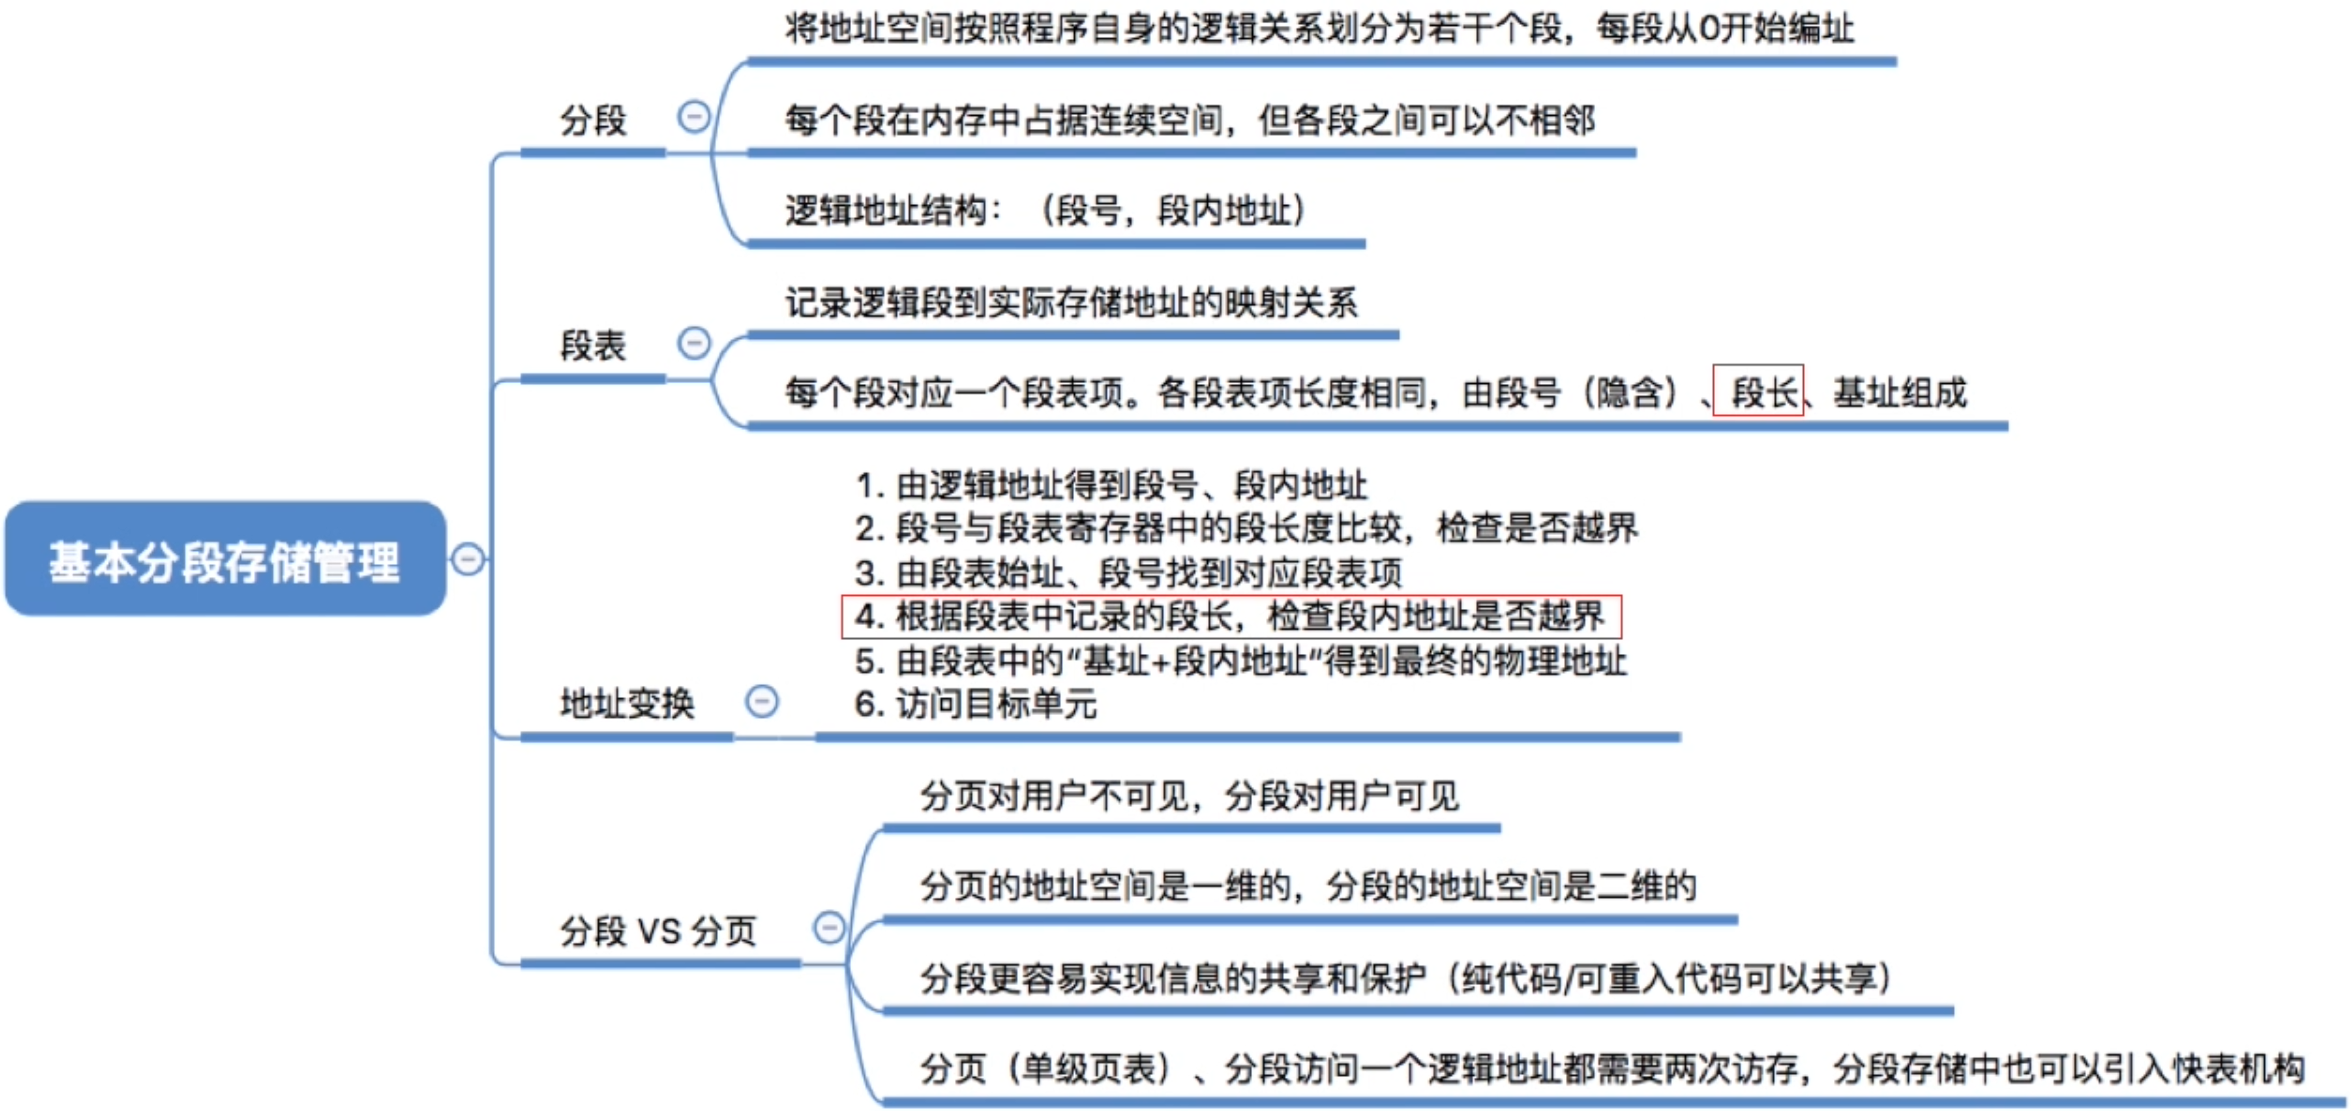 将地址空间按照程序自身的逻辑关系划分为若干个段，每段从0开始编址
分段
每个段在内存中占据连续空间，但各段之间可以不相邻
逻辑地址结构：（段号，段内地址）
记录逻辑段到实际存储地址的映射关系
段表
每个段对应一个段表项。各段表项长度相同，由段号（隐含）、段长、基址组成
基本分段存储管理
1. 由逻辑地址得到段号、段内地址
2. 段号与段表寄存器中的段长度比较，检查是否越界
3. 由段表始址、段号找到对应段表项
4. 根据段表中记录的段长，检查段内地址是否越界
5. 由段表中的“基址+段内地址“得到最终的物理地址
6. 访问目标单元
地址变换
分页对用户不可见，分段对用户可见
分页的地址空间是一维的，分段的地址空间是二维的
分段 VS 分页
分段更容易实现信息的共享和保护（纯代码/可重入代码可以共享）
分页（单级页表）、分段访问一个逻辑地址都需要两次访存，分段存储中也可以引入快表机构